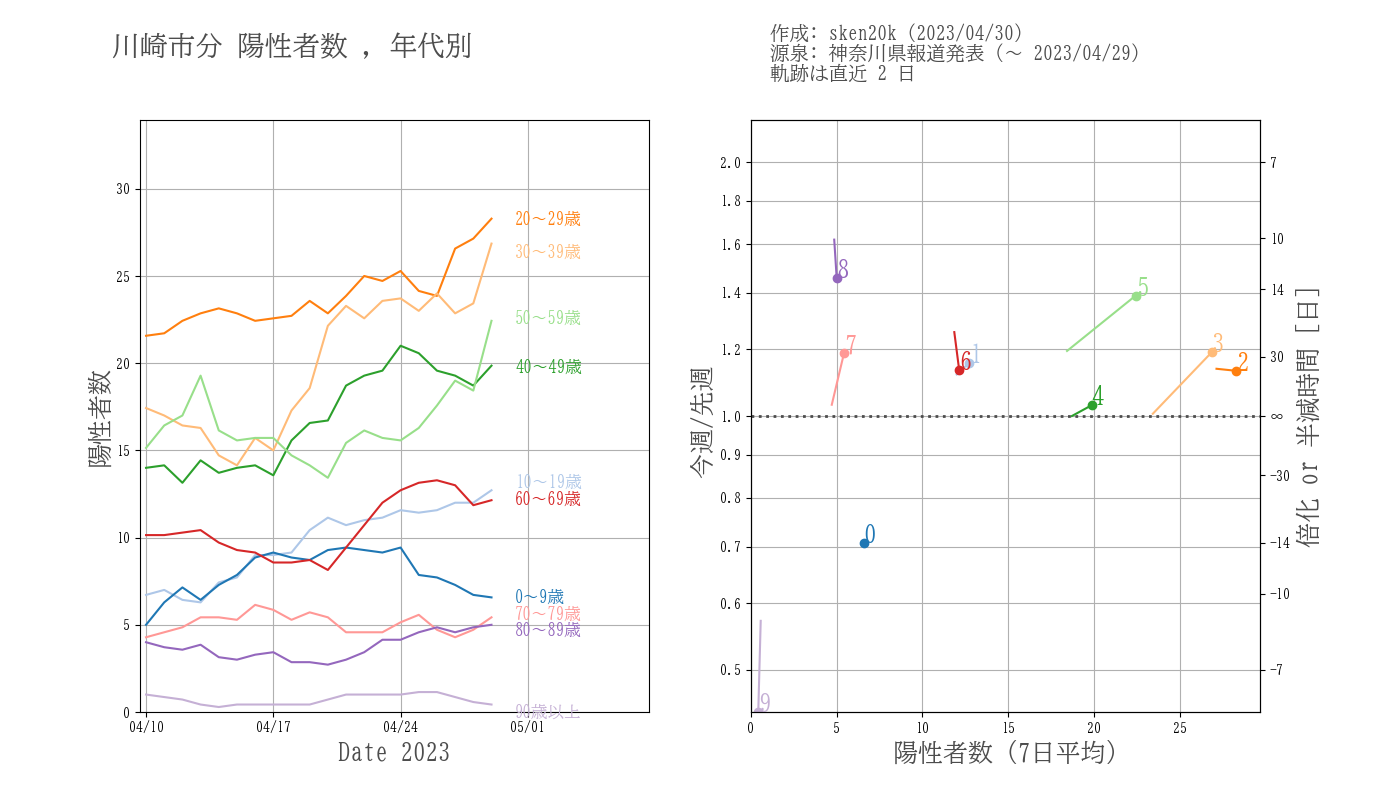 川崎市分 陽性者数 , 年代別
作成: sken20k (2023/04/30)
源泉: 神奈川県報道発表 (〜 2023/04/29)
軌跡は直近 2 日
陽性者数
30
25
20
15
10
5
0
20〜29歳
30〜39歳
50〜59歳
40〜49歳
10〜19歳
60〜69歳
0〜9歳
70〜79歳
80〜89歳
90歳以上
04/10
04/17
04/24
05/01
Date 2023
今週/先週
2.0
1.8
1.6
1.4
1.2
1.0
0.9
0.8
0.7
0.6
0.5
8
5
7
6
1
3
2
4
0
9
7
10
14
30
∞
−30
−14
−10
−7
倍化 or 半減時間 [日]
0
5
10
15
20
25
陽性者数 (7日平均)